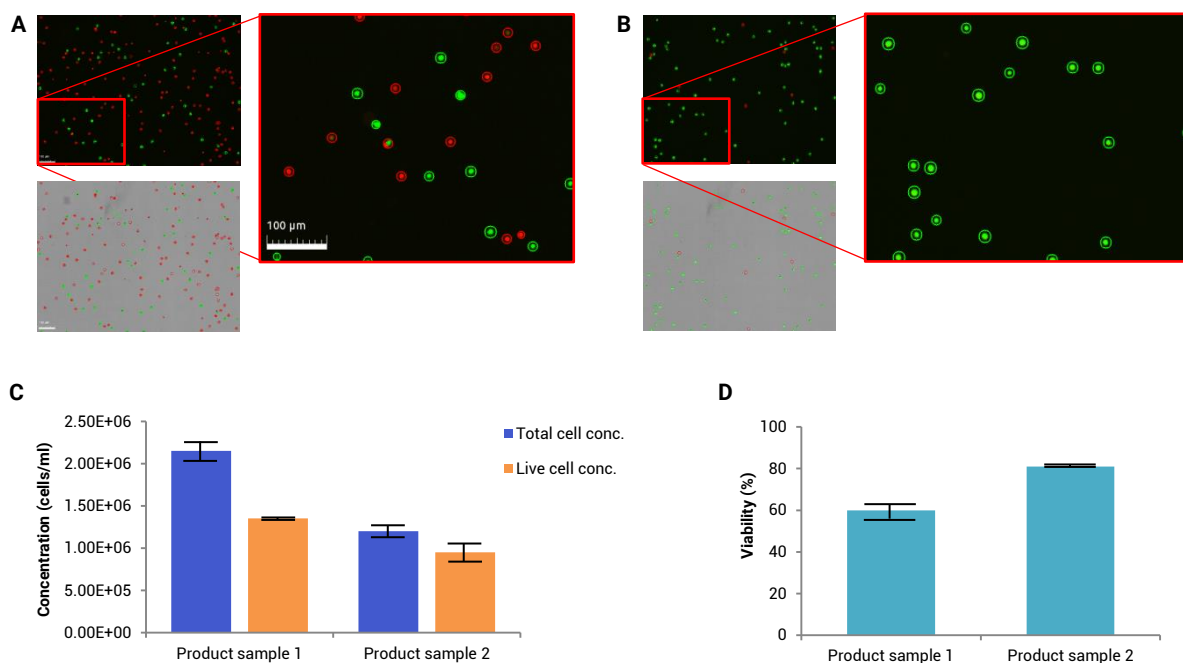 A
B
100 µm
C
D
Concentration (cells/ml)
2.50E+06
2.00E+06
1.50E+06
1.00E+06
5.00E+05
0.00E+00
Product sample 1
Product sample 2
Total cell conc.
Live cell conc.
Viability (%)
100
80
60
40
20
0
Product sample 1
Product sample 2